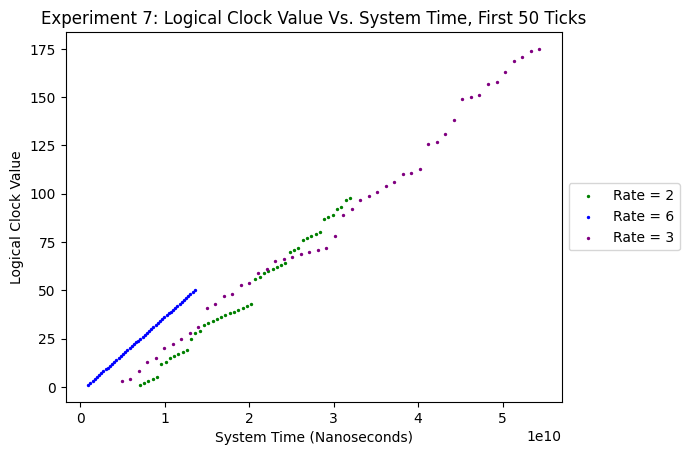 Experiment 7: Logical Clock Value Vs. System Time, First 50 Ticks
Logical Clock Value
175
150
125
100
75
50
25
0
0
1
2
3
4
5
1e10
System Time (Nanoseconds)
Rate = 2
Rate = 6
Rate = 3